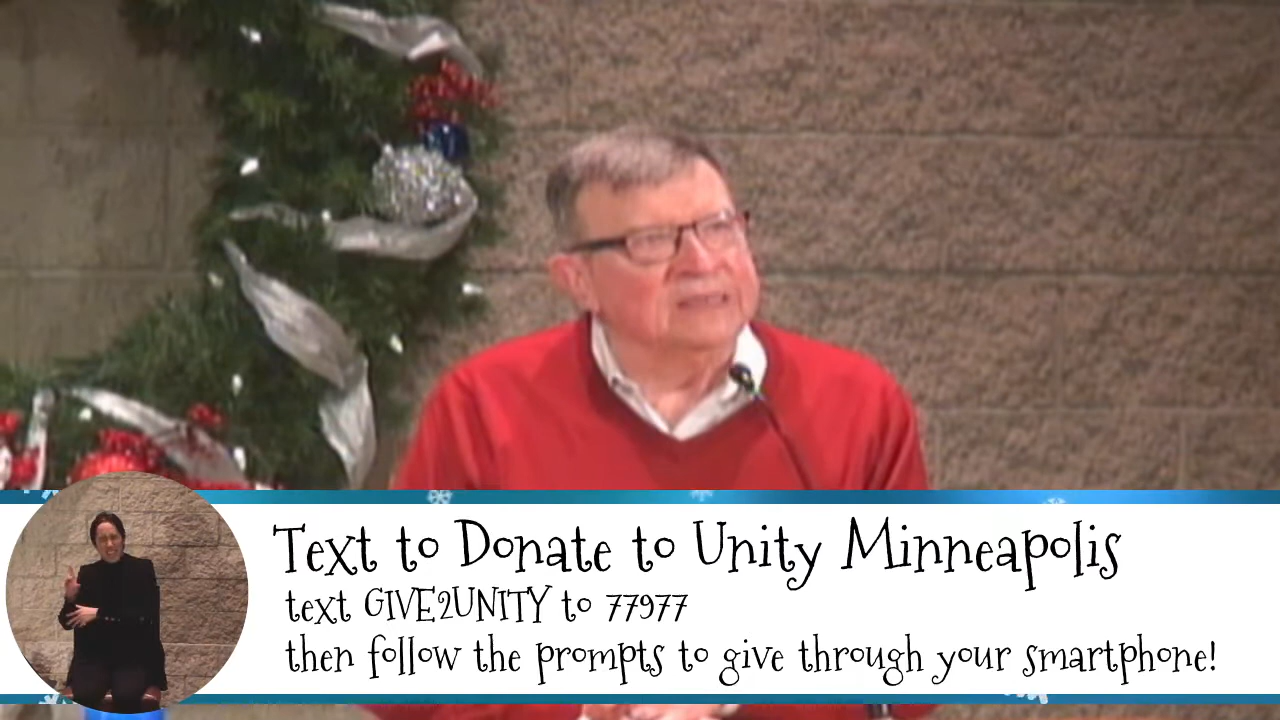 Text to Donate to Unity Minneapolis
text GIVE2UNITY to 77977
then follow the prompts to give through your smartphone!